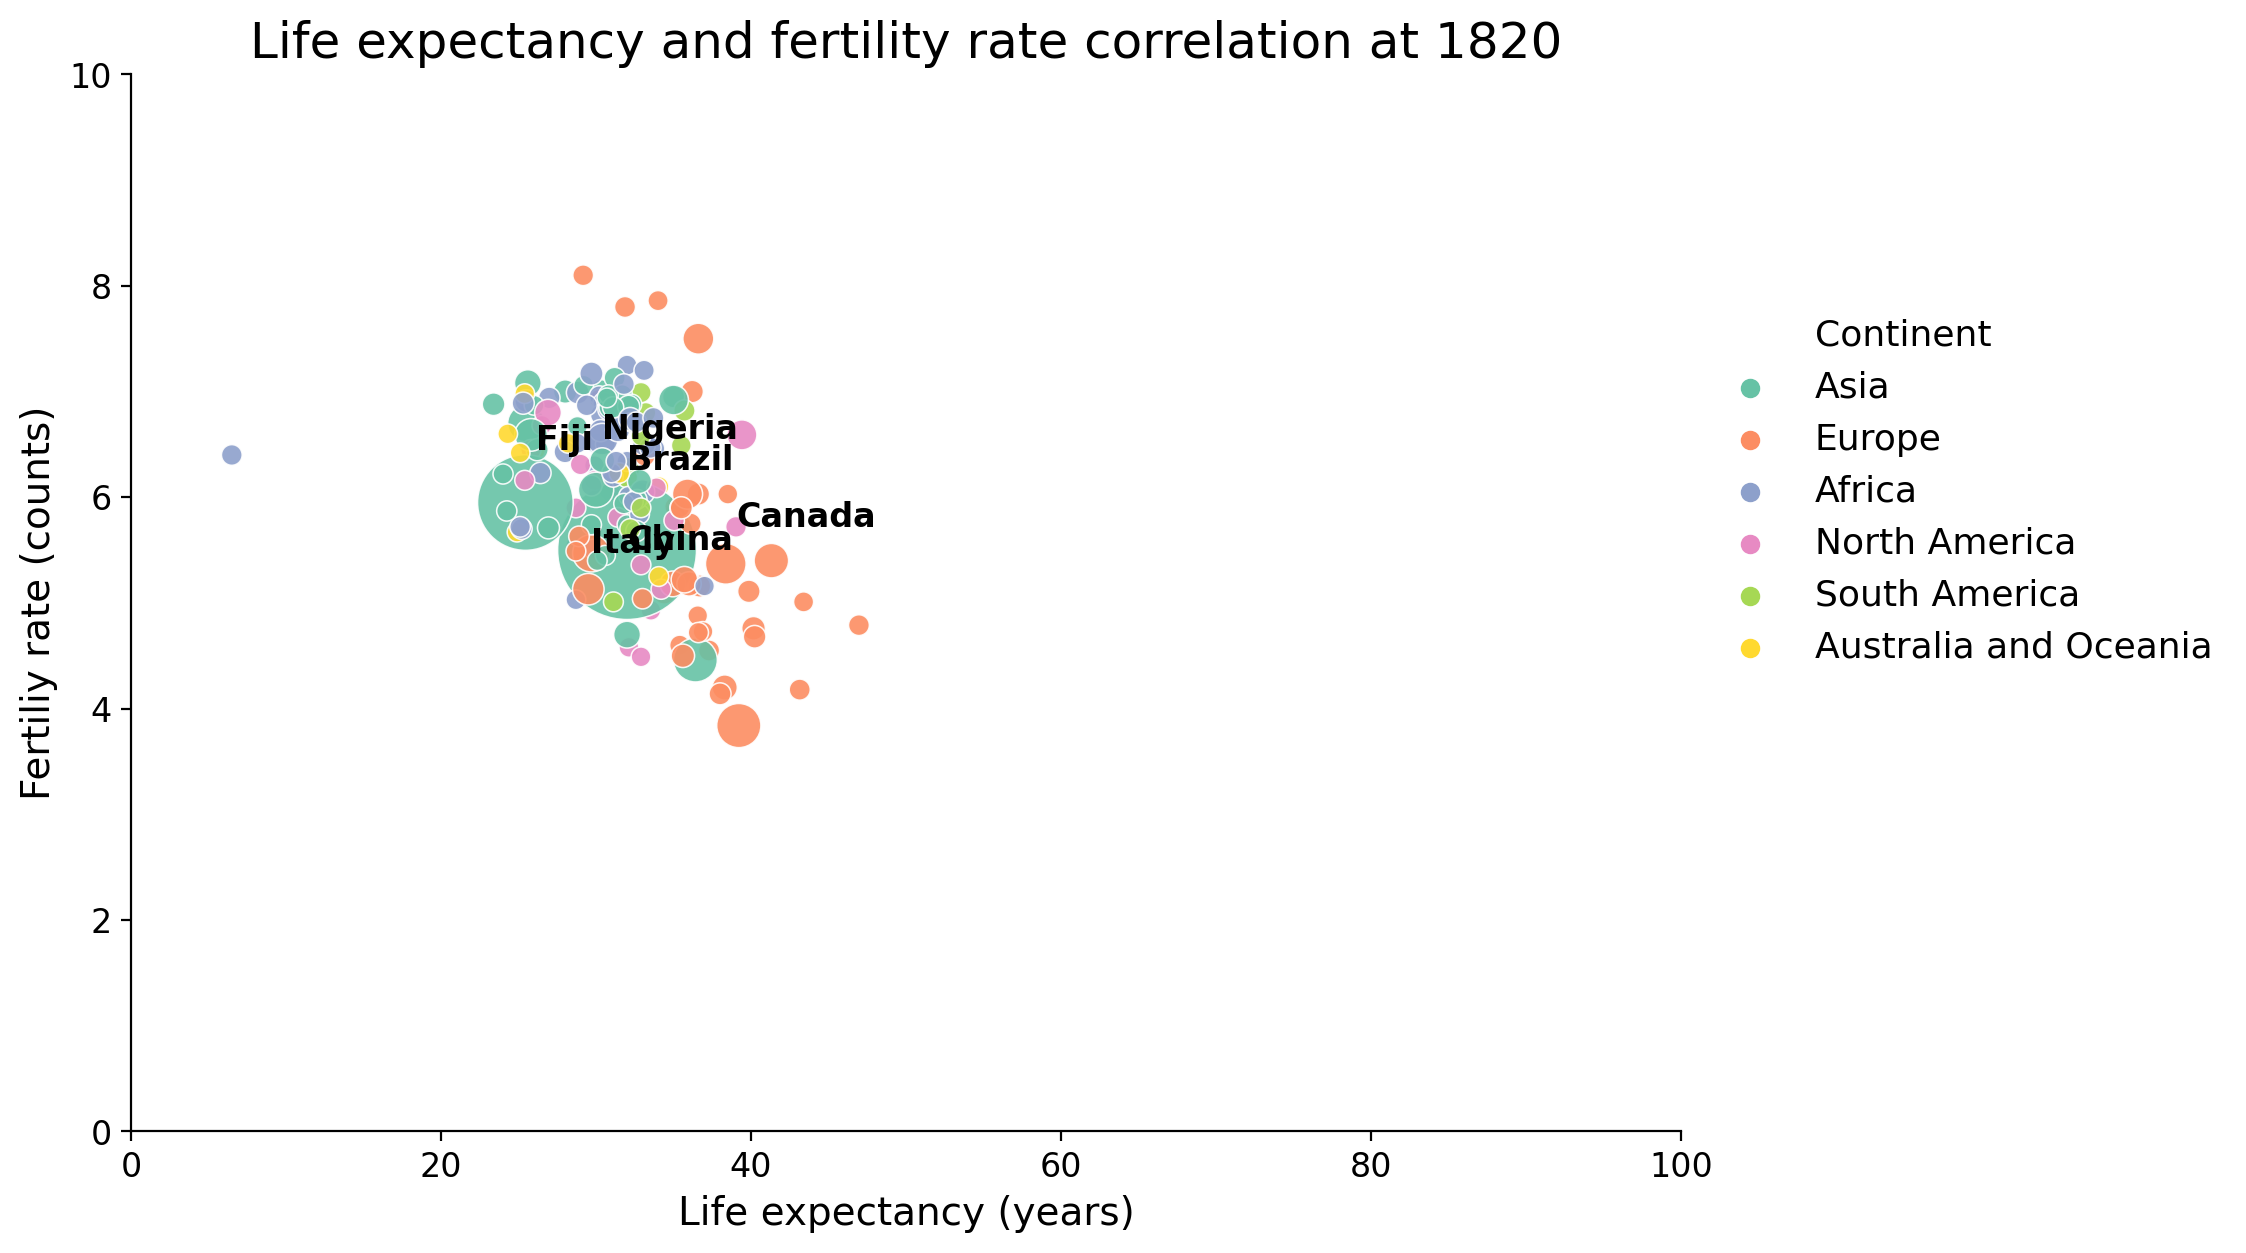 Life expectancy and fertility rate correlation at 1820
10
8
6
4
2
0
Fertiliy rate (counts)
Fiji
Nigeria
Brazil
Canada
China
Italy
0 20 40 60 80 100
Life expectancy (years)
Continent
Asia
Europe
Africa
North America
South America
Australia and Oceania